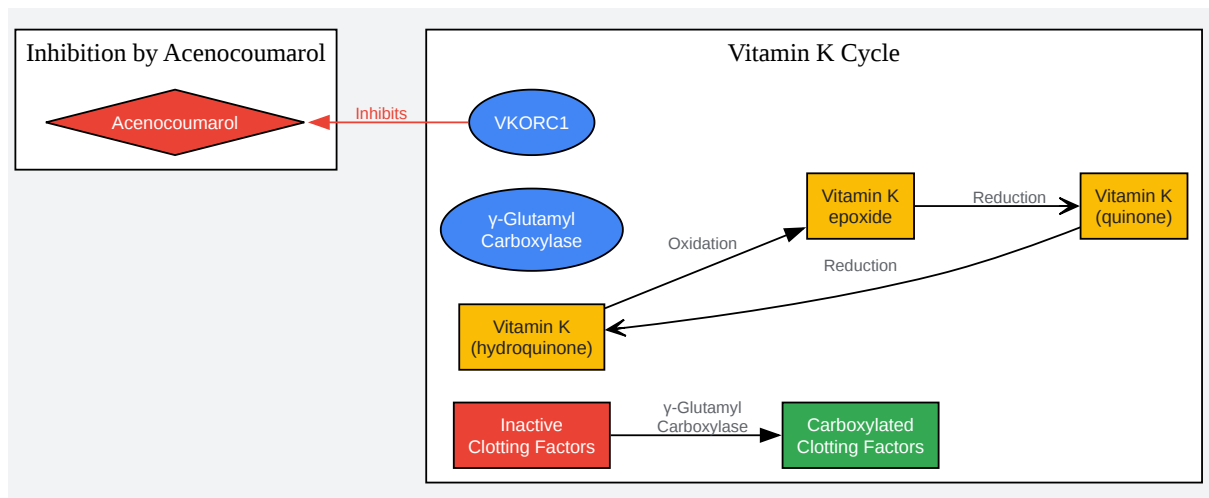 Inhibition by Acenocoumarol
Acenocoumarol
Inhibits
Vitamin K Cycle
VKORC1
γ-Glutamyl
Carboxylase
Vitamin K
epoxide
Reduction
Vitamin K
(quinone)
Oxidation
Reduction
Vitamin K
(hydroquinone)
Inactive
Clotting Factors
γ-Glutamyl
Carboxylase
Carboxylated
Clotting Factors